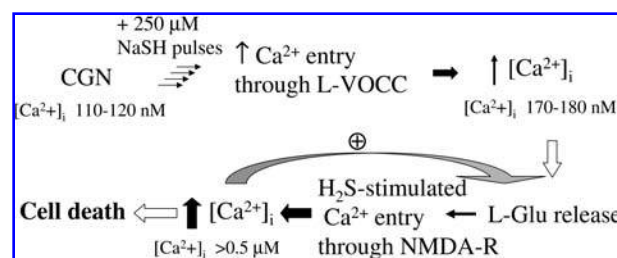 + 250 μM
NaSH pulses
CGN
[Ca²⁺]ᵢ 110-120 nM
↑ Ca²⁺ entry
through L-VOCC
[Ca²⁺]ᵢ
[Ca²⁺]ᵢ 170-180 nM
⊕
Cell death
[Ca²⁺]ᵢ
[Ca²⁺]ᵢ >0.5 μM
H₂S-stimulated
Ca²⁺ entry
through NMDA-R
L-Glu release